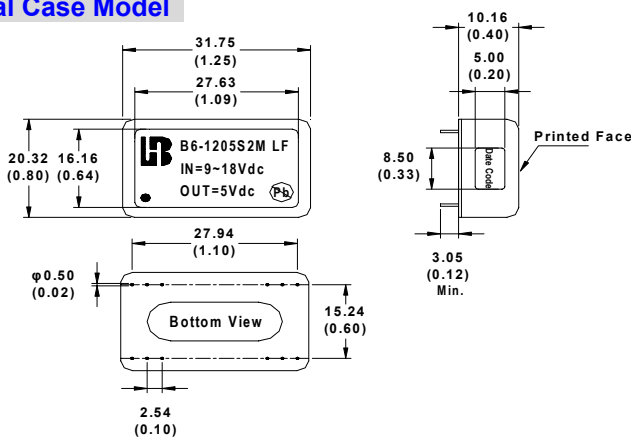 al Case Model
31.75
(1.25)
27.63
(1.09)
20.32
(0.80)
16.16
(0.64)
B6-1205S2M LF
IN=9~18Vdc
OUT=5Vdc
Pb
10.16
(0.40)
5.00
(0.20)
8.50
(0.33)
Date Code
Printed Face
3.05
(0.12)
Min.
27.94
(1.10)
φ0.50
(0.02)
Bottom View
15.24
(0.60)
2.54
(0.10)